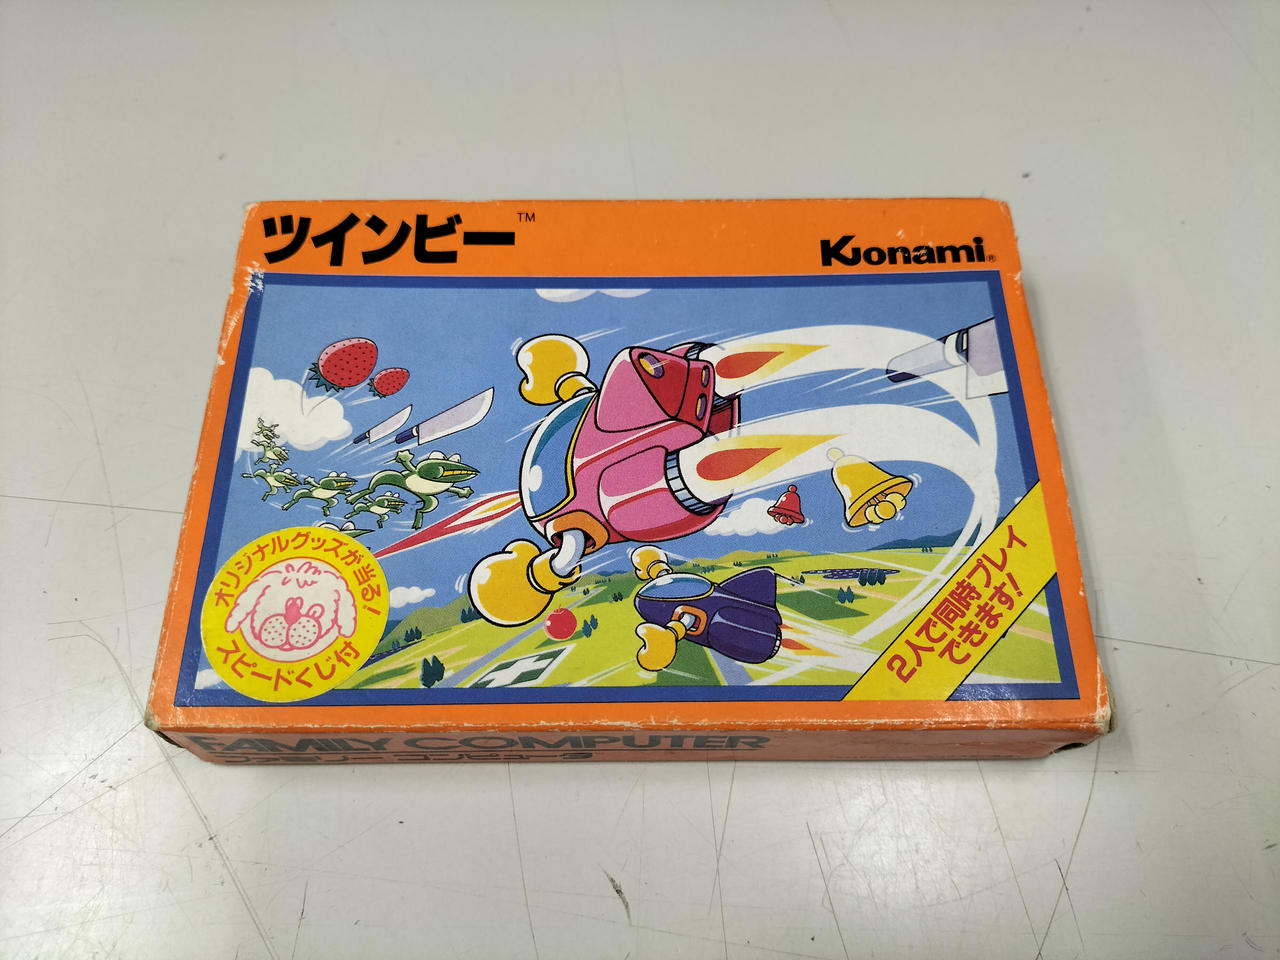 ツインビー™
Konami®
オリジナルグッズが当る!
スピードくじ付
2人で同時プレイ
できます!
FAMILY COMPUTER
ファミリー コンピュータ